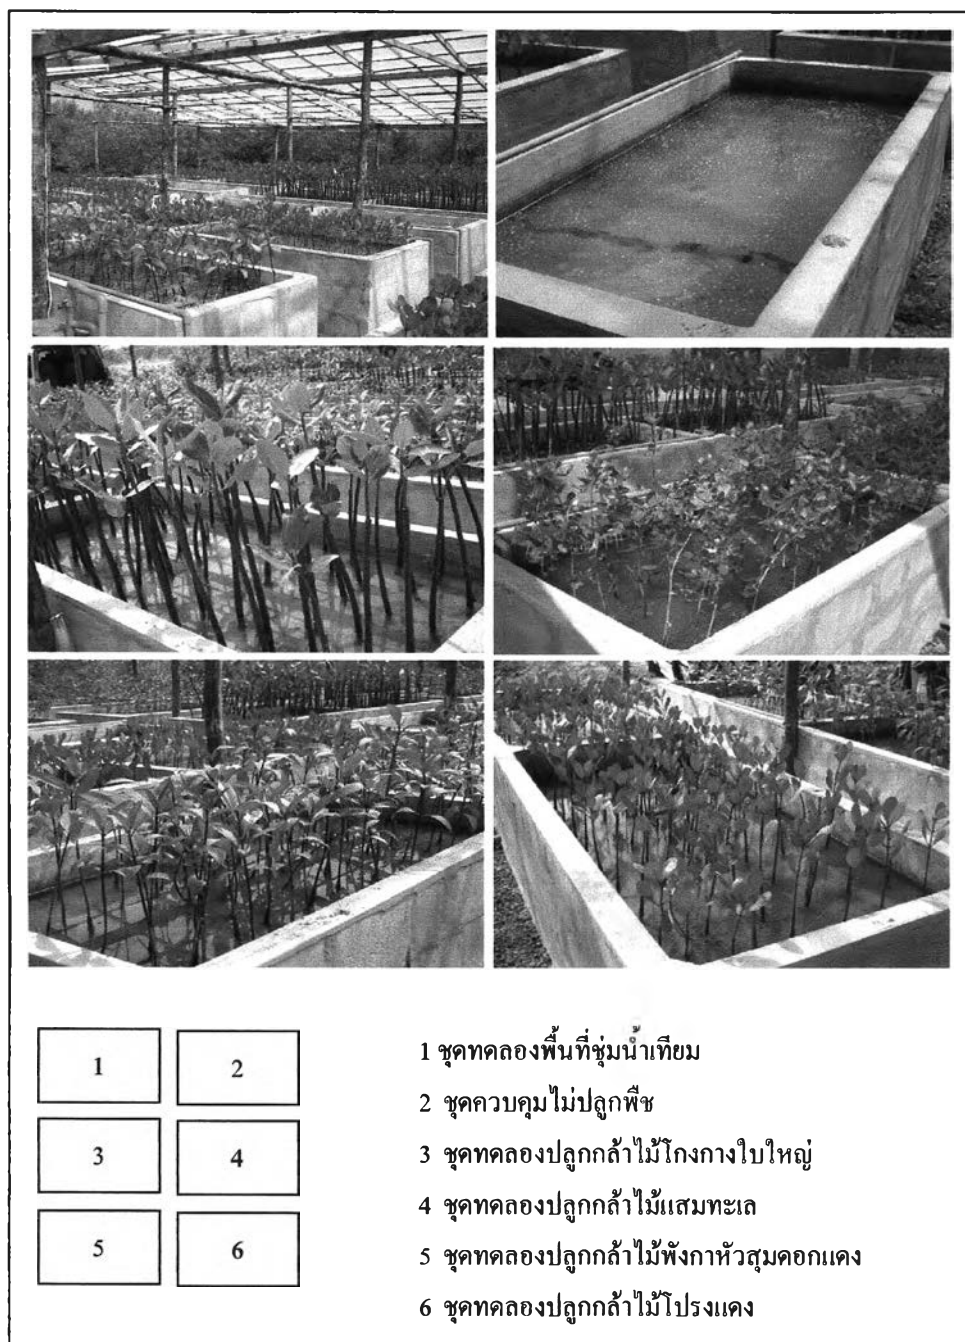 1
2
3
4
5
6
1 ชุดทดลองพื้นที่ชุ่มน้ำเทียม
2 ชุดควบคุมไม่ปลูกพืช
3 ชุดทดลองปลูกกล้าไม้โกงกางใบใหญ่
4 ชุดทดลองปลูกกล้าไม้แสมทะเล
5 ชุดทดลองปลูกกล้าไม้พังกาหัวสุมดอกแดง
6 ชุดทดลองปลูกกล้าไม้โปรงแดง